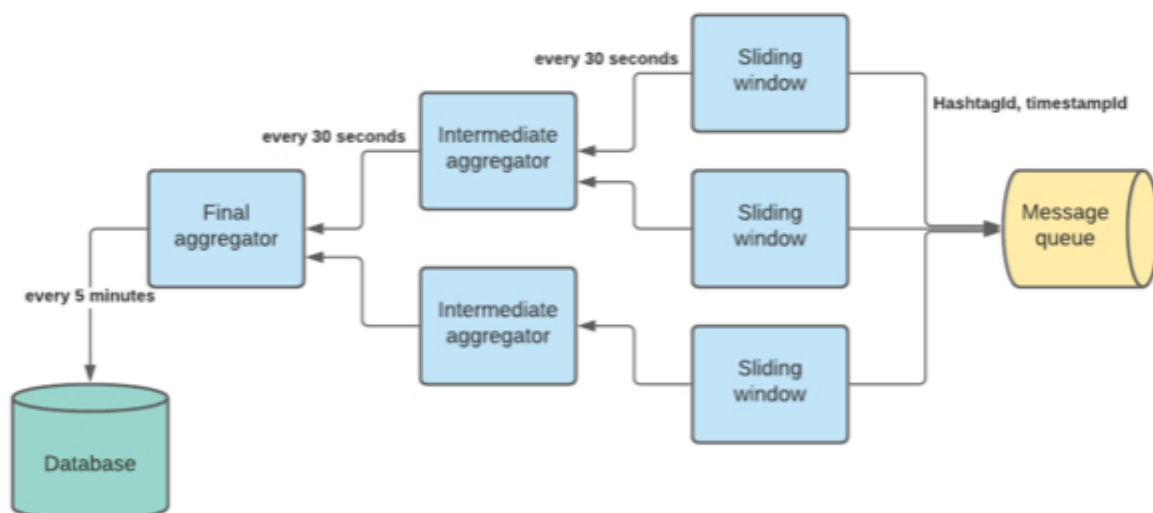 every 30 seconds
Sliding
window
HashtagId, timestampId
every 30 seconds
Intermediate
aggregator
Final
aggregator
Sliding
window
Message
queue
every 5 minutes
Intermediate
aggregator
Sliding
window
Database